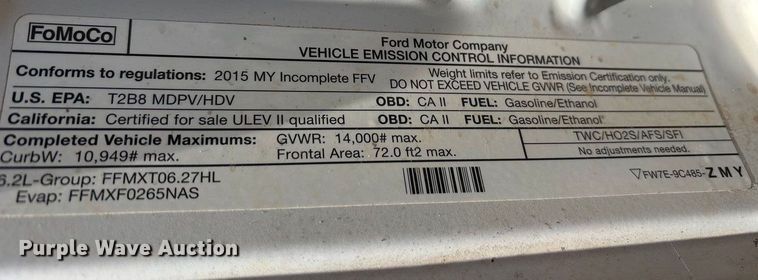 FoMoCo
Ford Motor Company
VEHICLE EMISSION CONTROL INFORMATION
Conforms to regulations: 2015 MY Incomplete FFV
Weight limits refer to Emission Certification only.
DO NOT EXCEED VEHICLE GVWR (See Incomplete Vehicle Manual)
U.S. EPA: T2B8 MDPV/HDV OBD: CA II FUEL: Gasoline/Ethanol
California: Certified for sale ULEV II qualified OBD: CA II FUEL: Gasoline/Ethanol
Completed Vehicle Maximums: GVWR: 14,000# max.
CurbW: 10,949# max. Frontal Area: 72.0 ft2 max.
TWC/HO2S/AFS/SFI
No adjustments needed.
6.2L-Group: FFMXT06.27HL
Evap: FFMXF0265NAS
▽FW7E-9C485-ZMY
Purple Wave Auction